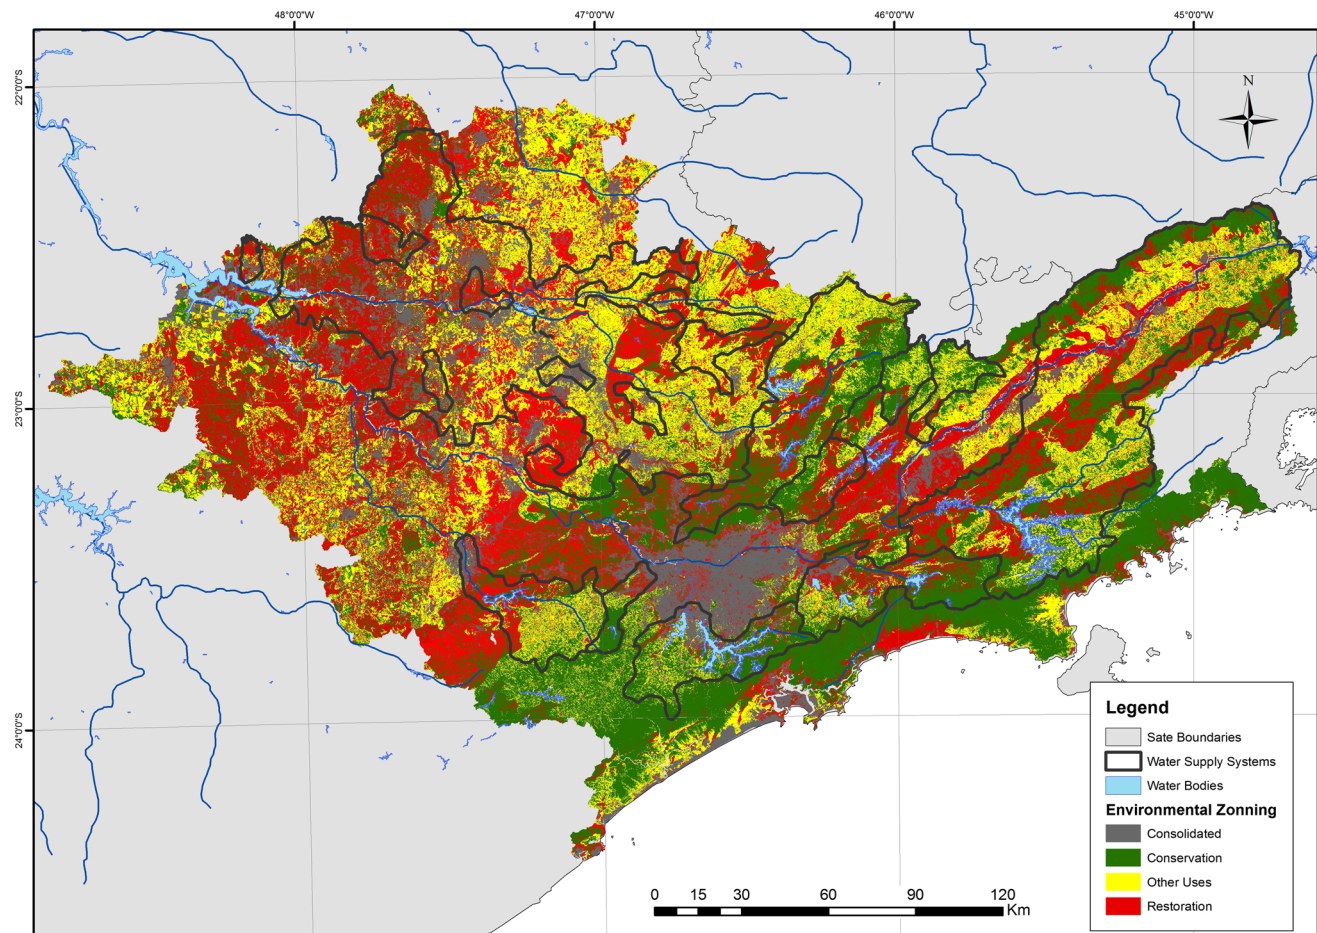 48°0'0"W
47°0'0"W
46°0'0"W
45°0'0"W
22°0'0"S
23°0'0"S
24°0'0"S
N
Legend
Sate Boundaries
Water Supply Systems
Water Bodies
Environmental Zonning
Consolidated
Conservation
Other Uses
Restoration
0 15 30 60 90 120
Km